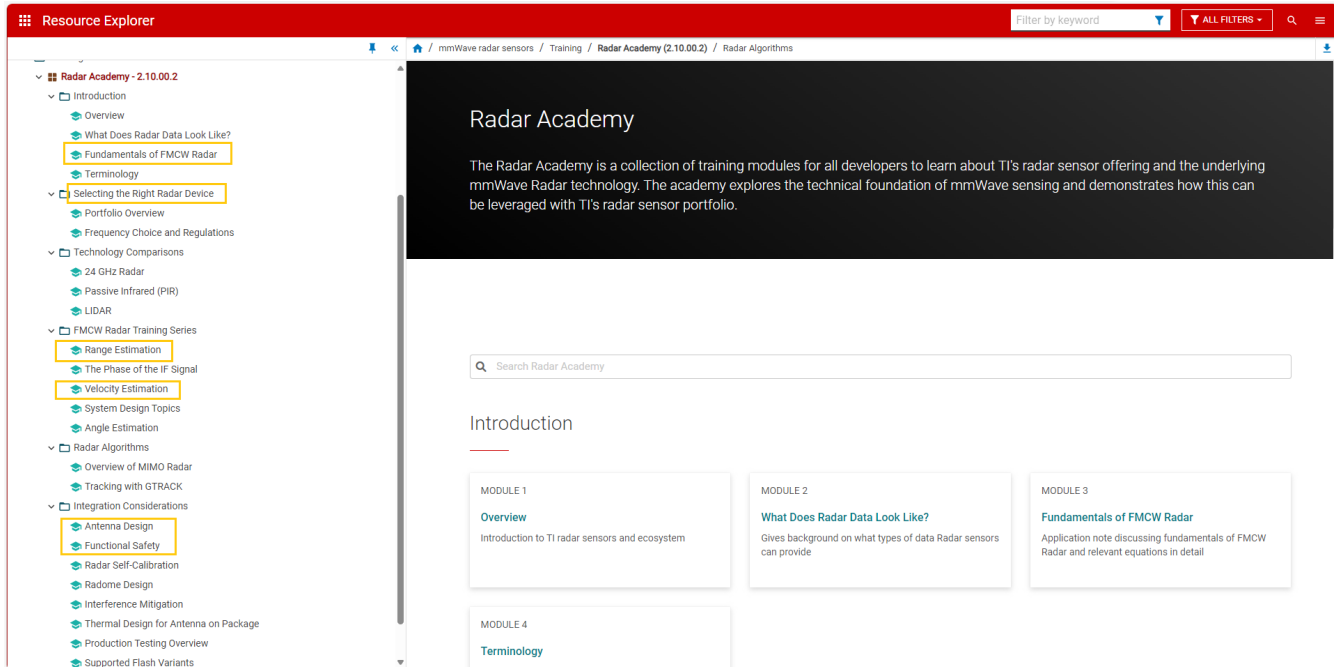 Resource Explorer
Filter by keyword
ALL FILTERS
mmWave radar sensors / Training / Radar Academy (2.10.00.2) / Radar Algorithms
Radar Academy - 2.10.00.2
Introduction
Overview
What Does Radar Data Look Like?
Fundamentals of FMCW Radar
Terminology
Selecting the Right Radar Device
Portfolio Overview
Frequency Choice and Regulations
Technology Comparisons
24 GHz Radar
Passive Infrared (PIR)
LIDAR
FMCW Radar Training Series
Range Estimation
The Phase of the IF Signal
Velocity Estimation
System Design Topics
Angle Estimation
Radar Algorithms
Overview of MIMO Radar
Tracking with GTRACK
Integration Considerations
Antenna Design
Functional Safety
Radar Self-Calibration
Radome Design
Interference Mitigation
Thermal Design for Antenna on Package
Production Testing Overview
Supported Flash Variants
Radar Academy
The Radar Academy is a collection of training modules for all developers to learn about TI's radar sensor offering and the underlying
mmWave Radar technology. The academy explores the technical foundation of mmWave sensing and demonstrates how this can
be leveraged with TI's radar sensor portfolio.
Search Radar Academy
Introduction
MODULE 1
Overview
Introduction to TI radar sensors and ecosystem
MODULE 2
What Does Radar Data Look Like?
Gives background on what types of data Radar sensors
can provide
MODULE 3
Fundamentals of FMCW Radar
Application note discussing fundamentals of FMCW
Radar and relevant equations in detail
MODULE 4
Terminology